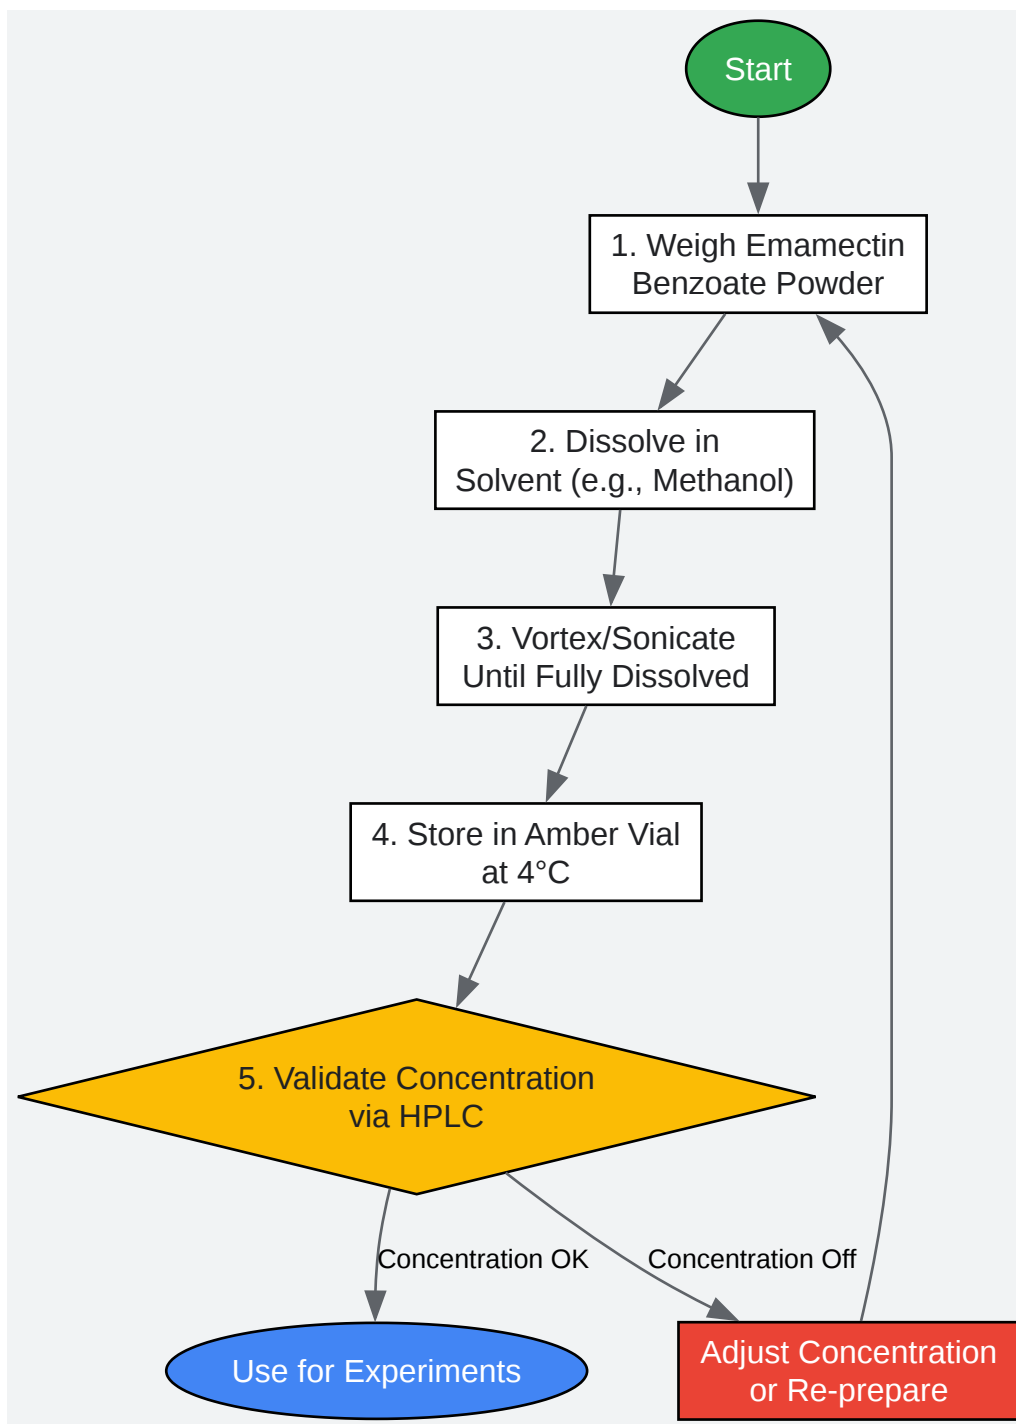 Start
1. Weigh Emamectin
Benzoate Powder
2. Dissolve in
Solvent (e.g., Methanol)
3. Vortex/Sonicate
Until Fully Dissolved
4. Store in Amber Vial
at 4°C
5. Validate Concentration
via HPLC
Concentration OK
Concentration Off
Use for Experiments
Adjust Concentration
or Re-prepare